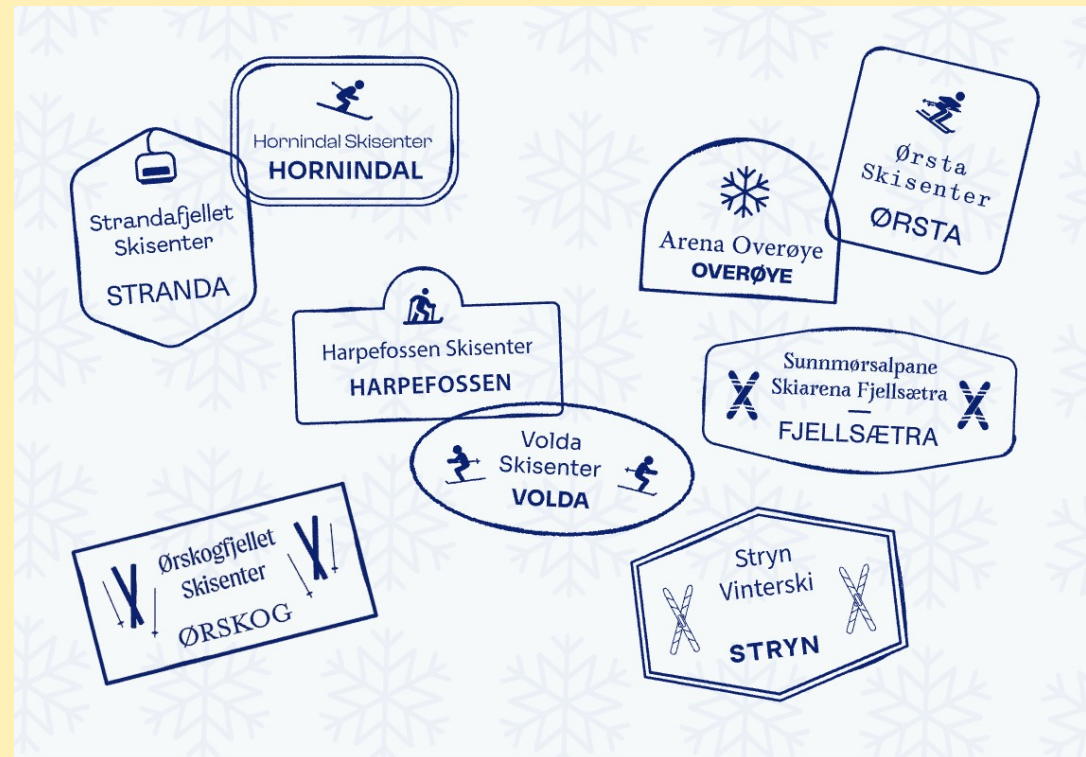 Hornindal Skisenter
HORNINDAL
Strandafjellet
Skisenter
STRANDA
Ørsta
Skisenter
ØRSTA
Arena Overøye
OVERØYE
Harpefossen Skisenter
HARPEFOSSEN
Sunnmørsalpane
Skiarena Fjellsætra
FJELLSÆTRA
Volda
Skisenter
VOLDA
Ørskogfjellet
Skisenter
ØRSKOG
Stryn
Vinterski
STRYN